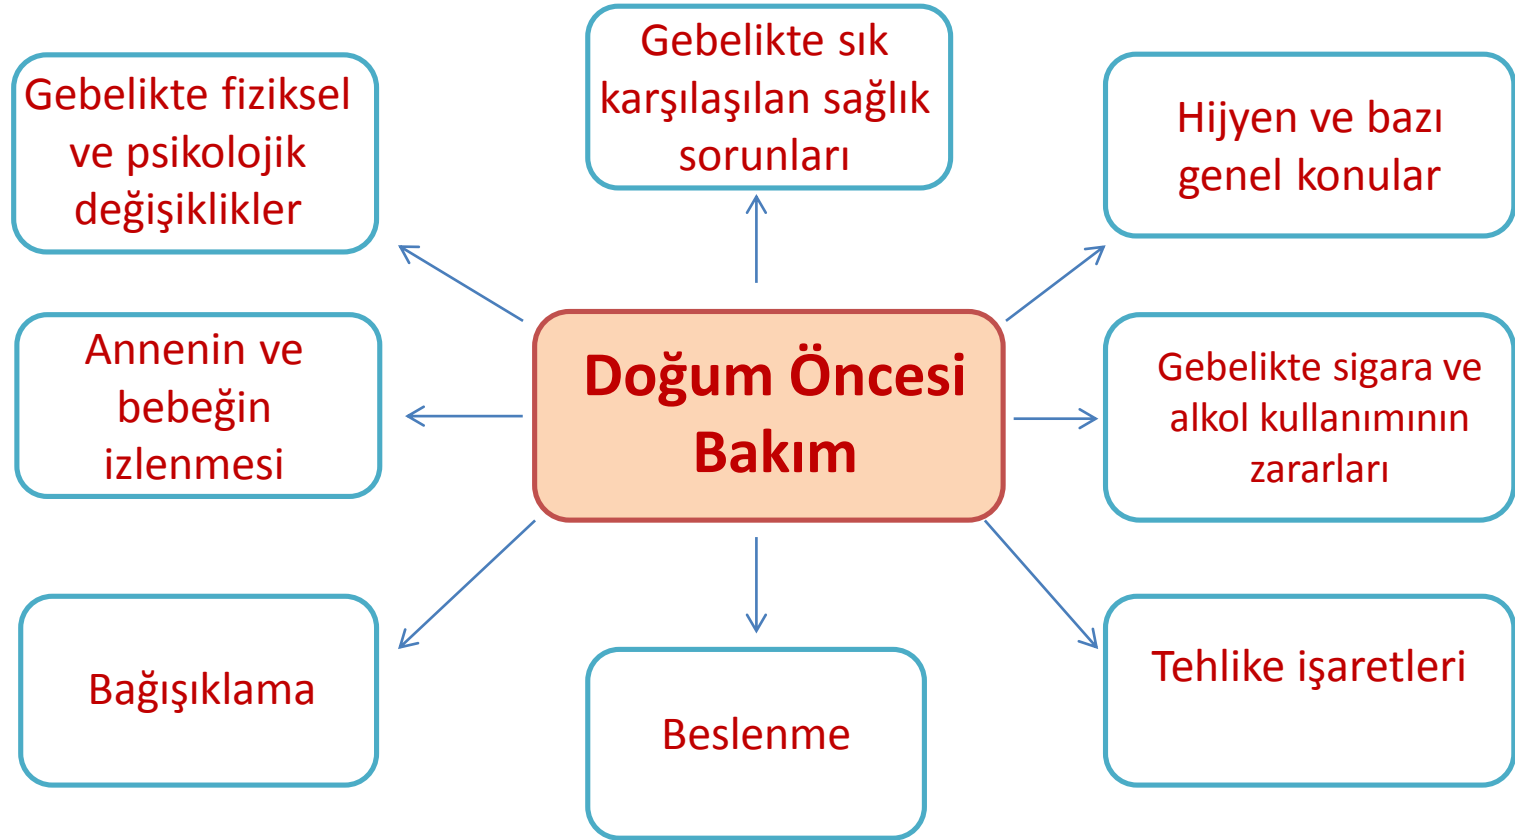 Gebelikte sık
karşılaşılan sağlık
sorunları
Gebelikte fiziksel
ve psikolojik
değişiklikler
Hijyen ve bazı
genel konular
Annenin ve
bebeğin
izlenmesi
Doğum Öncesi
Bakım
Gebelikte sigara ve
alkol kullanımının
zararları
Bağışıklama
Beslenme
Tehlike işaretleri